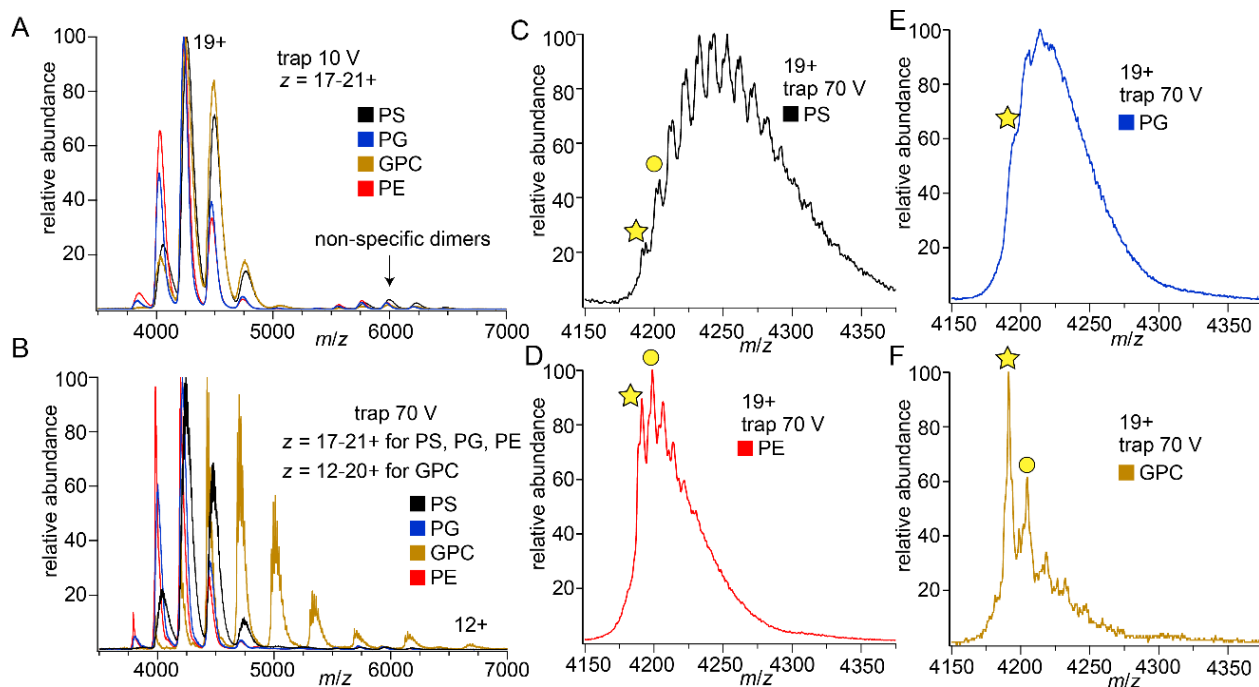 A
100
80
60
40
20
relative abundance
19+
trap 10 V
z = 17-21+
PS
PG
GPC
PE
non-specific dimers
4000
5000
6000
7000
m/z
B
100
80
60
40
20
relative abundance
trap 70 V
z = 17-21+ for PS, PG, PE
z = 12-20+ for GPC
PS
PG
GPC
PE
12+
4000
5000
6000
7000
m/z
C
100
80
60
40
20
relative abundance
19+
trap 70 V
PS
4150
4200
4250
4300
4350
m/z
D
100
80
60
40
20
relative abundance
19+
trap 70 V
PE
4150
4200
4250
4300
4350
m/z
E
100
80
60
40
20
relative abundance
19+
trap 70 V
PG
4150
4200
4250
4300
4350
m/z
F
100
80
60
40
20
relative abundance
19+
trap 70 V
GPC
4150
4200
4250
4300
4350
m/z